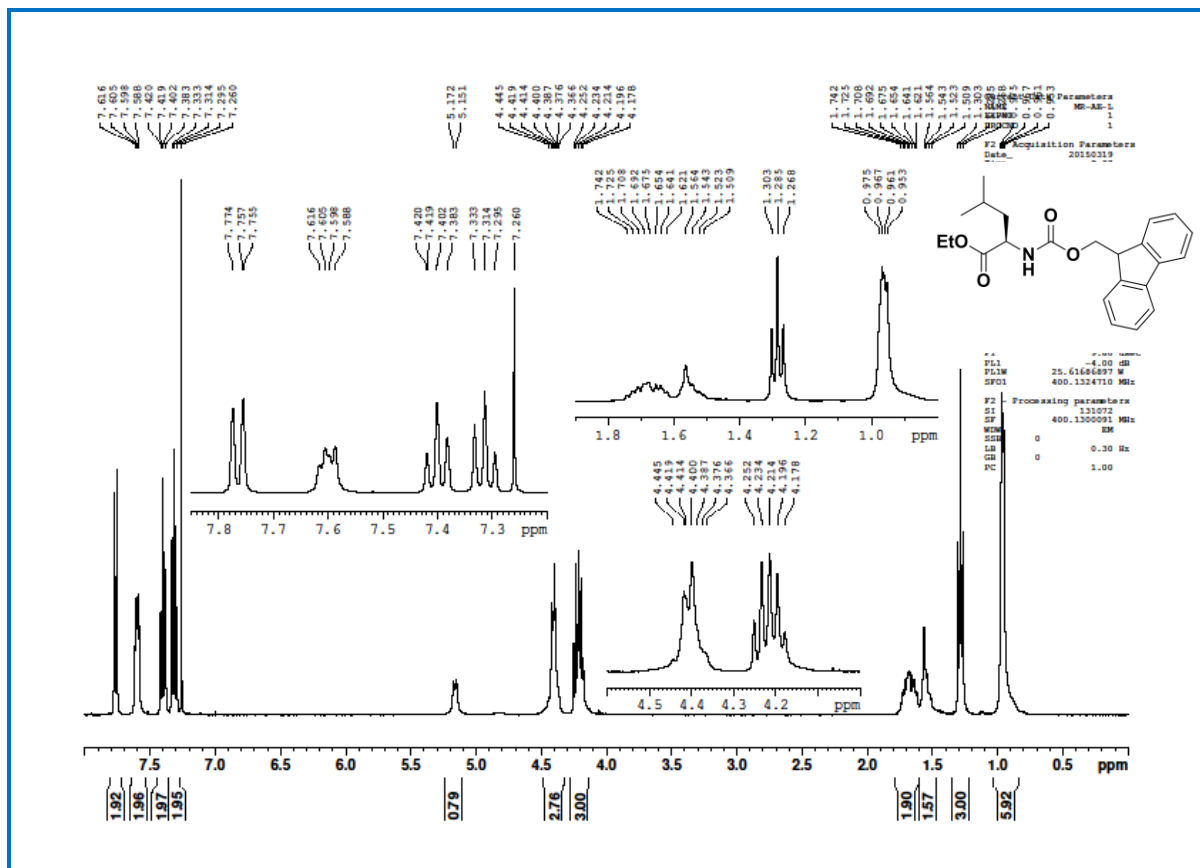 7.616 7.605 7.598 7.588 7.420 7.419 7.402 7.383 7.333 7.314 7.295 7.260
5.172 5.151
4.445 4.419 4.414 4.400 4.387 4.376 4.366 4.252 4.234 4.214 4.196 4.178
1.742 1.725 1.708 1.692 1.675 1.654 1.641 1.621 1.564 1.543 1.523 1.509 1.303
0.953
Parameters
NAME MR-AE-L
1
1
F2 Acquisition Parameters
Date_ 20150319
7.774 7.757 7.755
7.616 7.605 7.598 7.588
7.420 7.419 7.402 7.383
7.333 7.314 7.295 7.260
1.742 1.725 1.708 1.692 1.675 1.654 1.641 1.621 1.564 1.543 1.523 1.509
1.303 1.285 1.268
0.975 0.967 0.961 0.953
EtO
O
N
H
O
O
PL1 -4.00 dB
PL1W 25.61686897 W
SFO1 400.1324710 MHz
F2 - Processing parameters
SI 131072
SF 400.1300091 MHz
WDW EM
SSB 0
LB 0.30 Hz
GB 0
PC 1.00
1.8 1.6 1.4 1.2 1.0 ppm
4.445 4.419 4.414 4.400 4.387 4.376 4.366
4.252 4.234 4.214 4.196 4.178
7.8 7.7 7.6 7.5 7.4 7.3 ppm
4.5 4.4 4.3 4.2 ppm
7.5 7.0 6.5 6.0 5.5 5.0 4.5 4.0 3.5 3.0 2.5 2.0 1.5 1.0 0.5 ppm
1.92 1.96 1.97 1.95 0.79 2.76 3.00 1.90 1.57 3.00 5.92